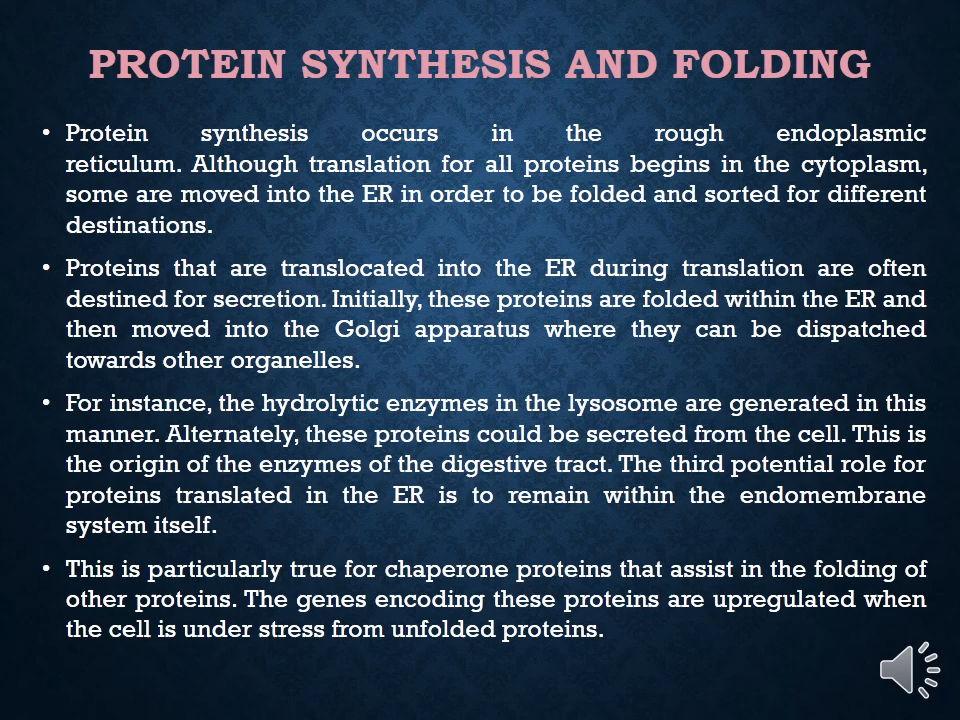 PROTEIN SYNTHESIS AND FOLDING
• Protein synthesis occurs in the rough endoplasmic
reticulum. Although translation for all proteins begins in the cytoplasm,
some are moved into the ER in order to be folded and sorted for different
destinations.
• Proteins that are translocated into the ER during translation are often
destined for secretion. Initially, these proteins are folded within the ER and
then moved into the Golgi apparatus where they can be dispatched
towards other organelles.
• For instance, the hydrolytic enzymes in the lysosome are generated in this
manner. Alternately, these proteins could be secreted from the cell. This is
the origin of the enzymes of the digestive tract. The third potential role for
proteins translated in the ER is to remain within the endomembrane
system itself.
• This is particularly true for chaperone proteins that assist in the folding of
other proteins. The genes encoding these proteins are upregulated when
the cell is under stress from unfolded proteins.